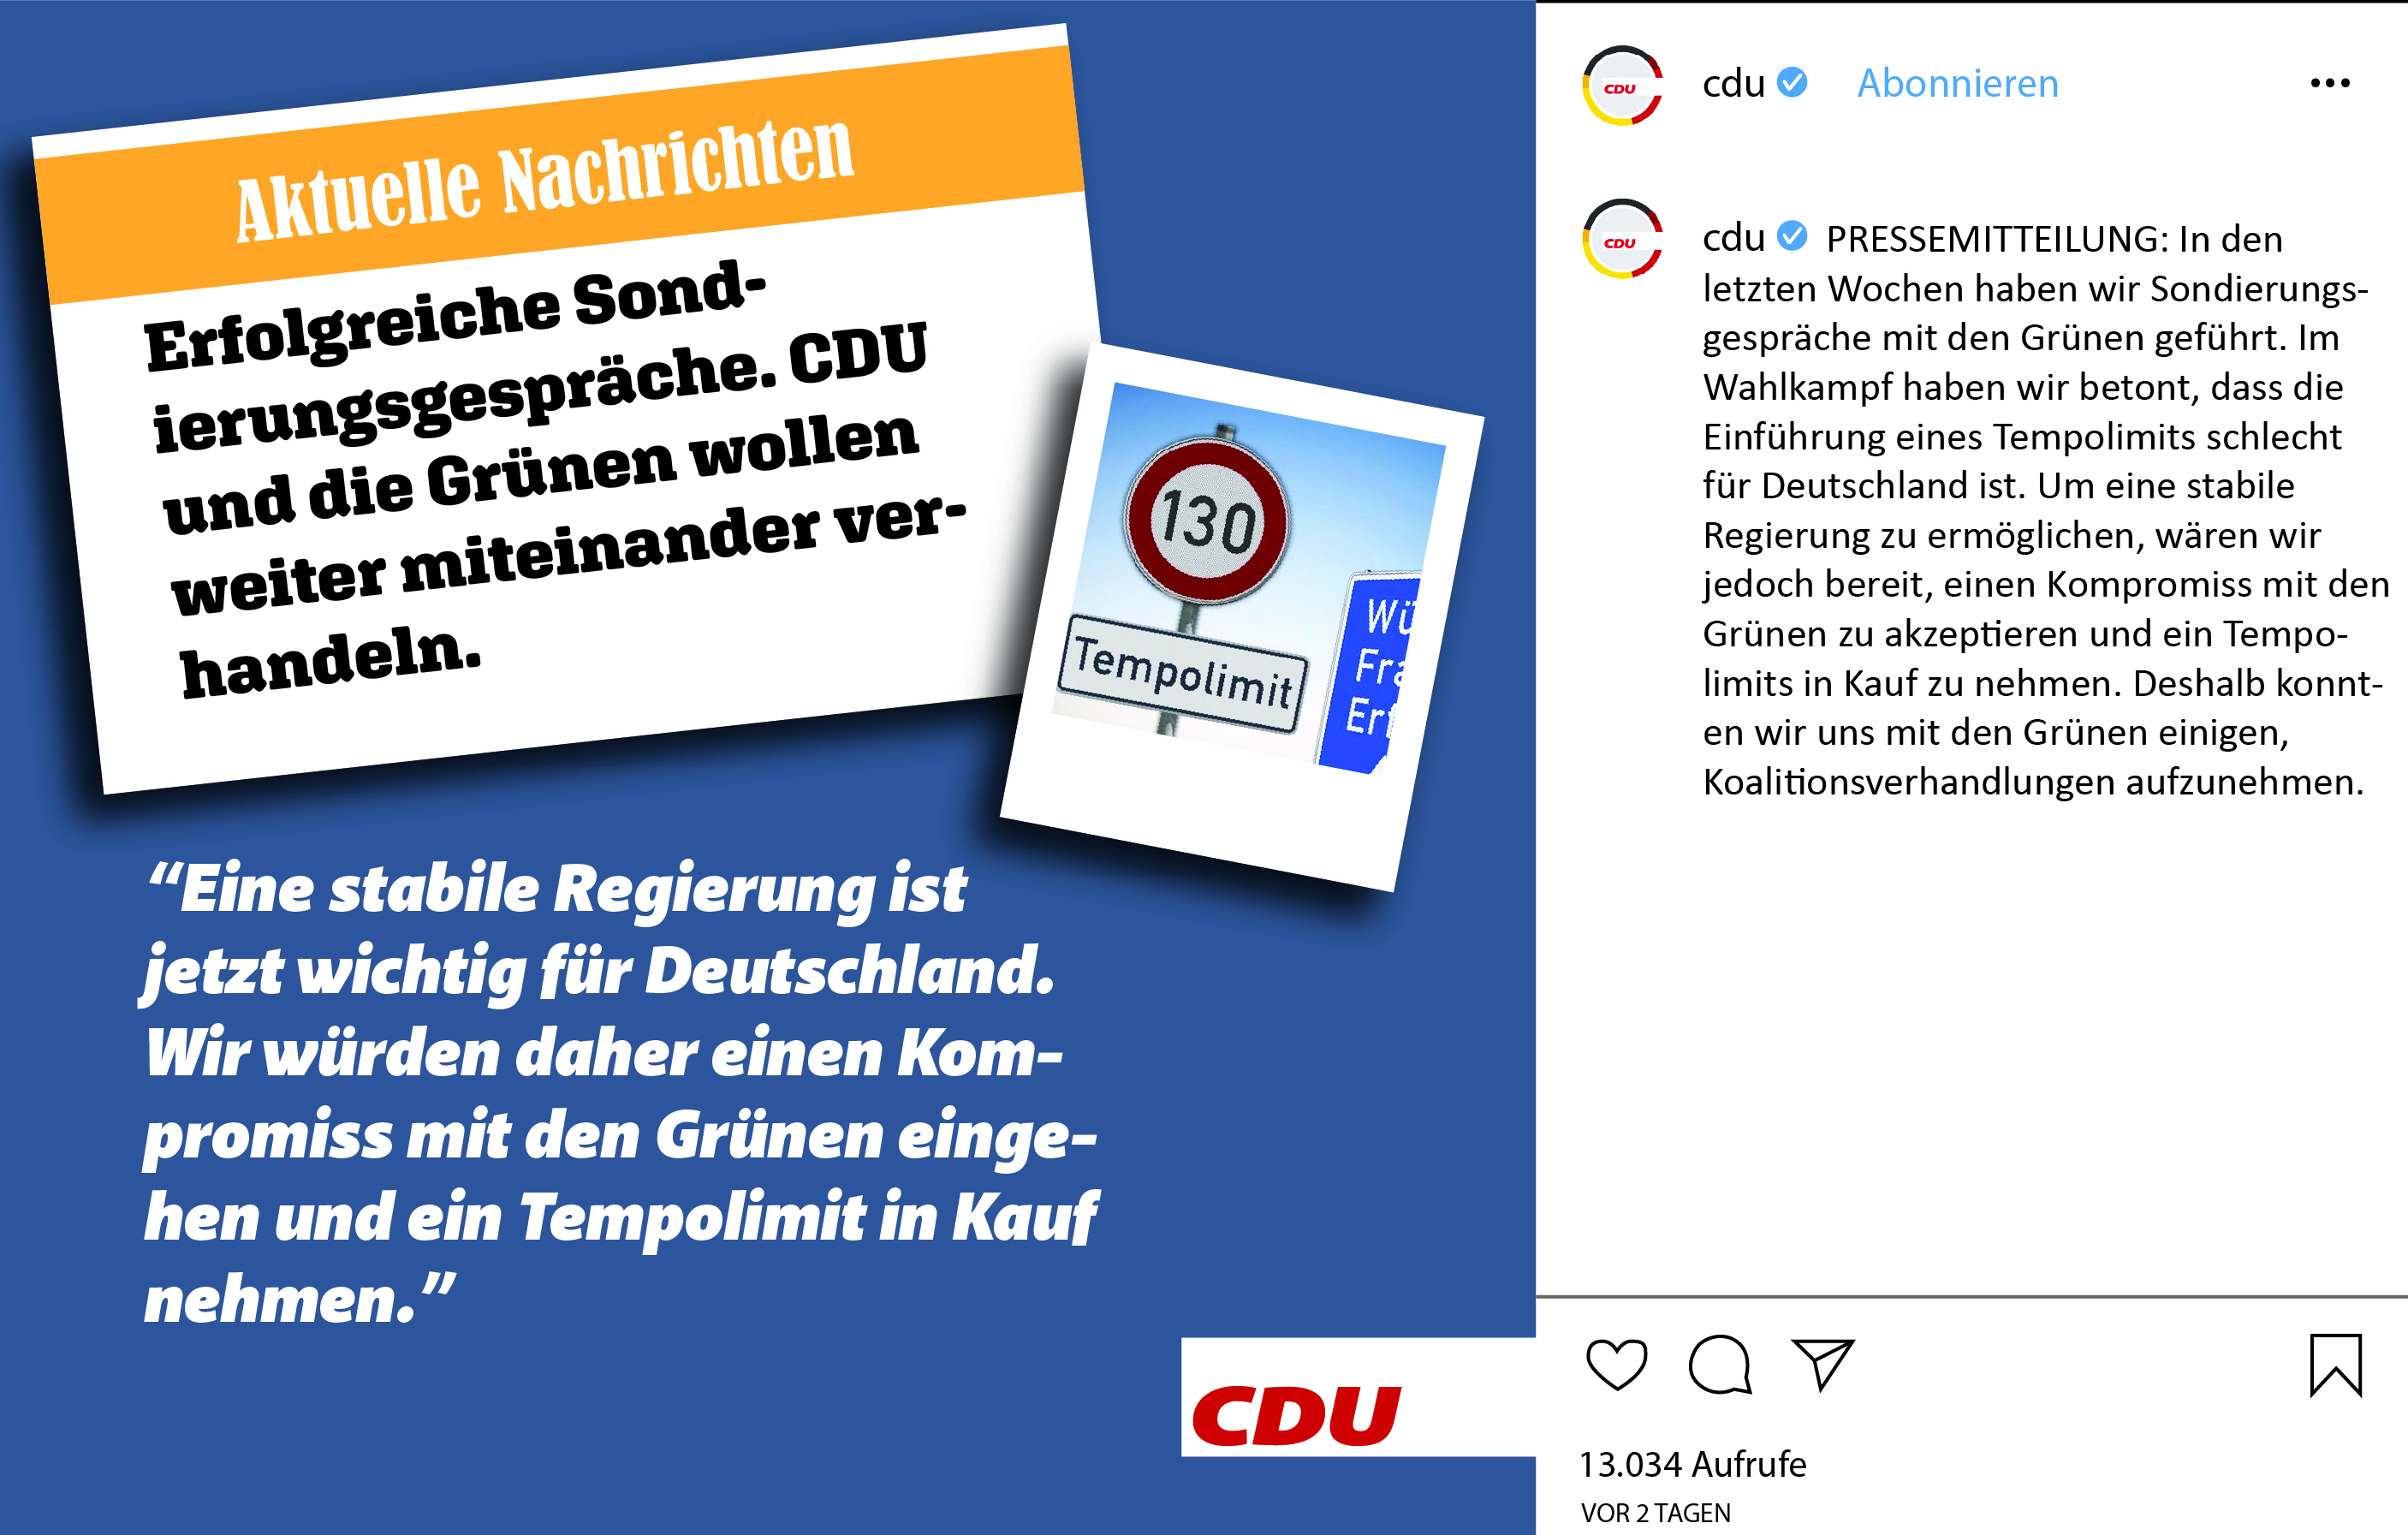 Aktuelle Nachrichten
Erfolgreiche Sond-
ierungsgespräche. CDU
und die Grünen wollen
weiter miteinander ver-
handeln.
130
Tempolimit
Wü
Fra
Erf
“Eine stabile Regierung ist
jetzt wichtig für Deutschland.
Wir würden daher einen Kom-
promiss mit den Grünen einge-
hen und ein Tempolimit in Kauf
nehmen.”
CDU
CDU
cdu Abonnieren
CDU
cdu PRESSEMITTEILUNG: In den
letzten Wochen haben wir Sondierungs-
gespräche mit den Grünen geführt. Im
Wahlkampf haben wir betont, dass die
Einführung eines Tempolimits schlecht
für Deutschland ist. Um eine stabile
Regierung zu ermöglichen, wären wir
jedoch bereit, einen Kompromiss mit den
Grünen zu akzeptieren und ein Tempo-
limits in Kauf zu nehmen. Deshalb konnt-
en wir uns mit den Grünen einigen,
Koalitionsverhandlungen aufzunehmen.
13.034 Aufrufe
VOR 2 TAGEN